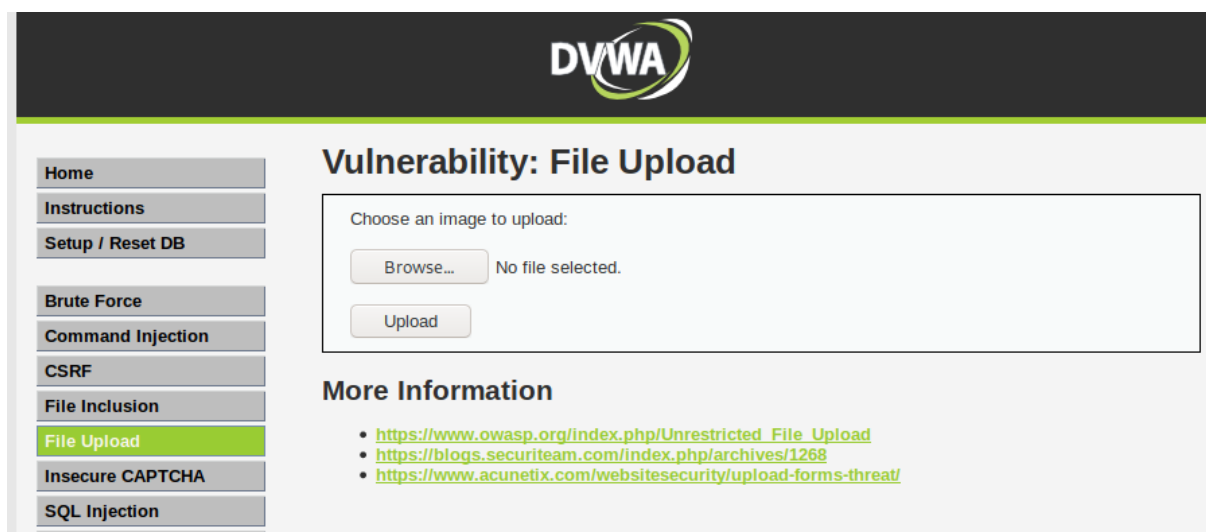 DVWA
Home
Instructions
Setup / Reset DB
Brute Force
Command Injection
CSRF
File Inclusion
File Upload
Insecure CAPTCHA
SQL Injection
Vulnerability: File Upload
Choose an image to upload:
Browse... No file selected.
Upload
More Information
https://www.owasp.org/index.php/Unrestricted_File_Upload
https://blogs.securiteam.com/index.php/archives/1268
https://www.acunetix.com/websitesecurity/upload-forms-threat/